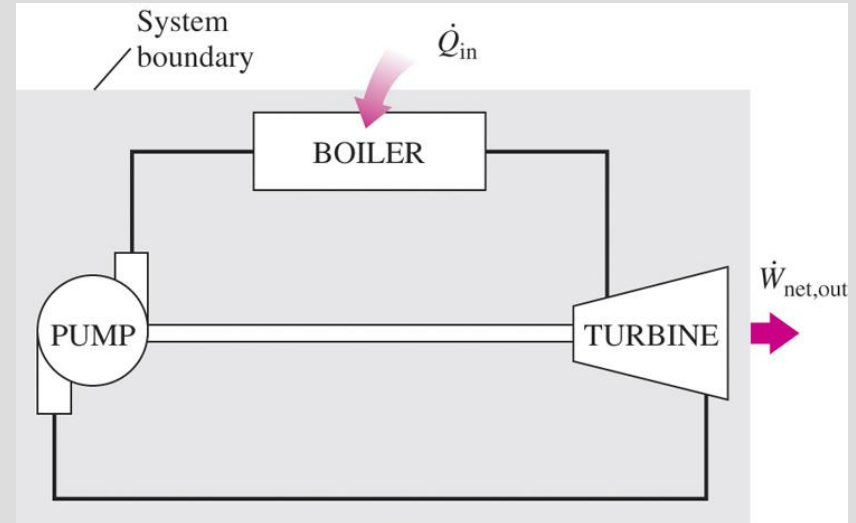 System
boundary
Q̇in
BOILER
Ẇnet,out
PUMP
TURBINE